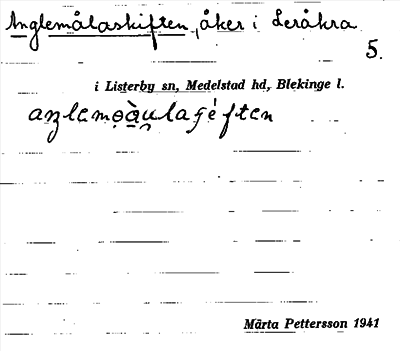 Anglemålaskiften, åker i Leråkra
5.
i Listerby sn, Medelstad hd, Blekinge l.
Märta Pettersson 1941